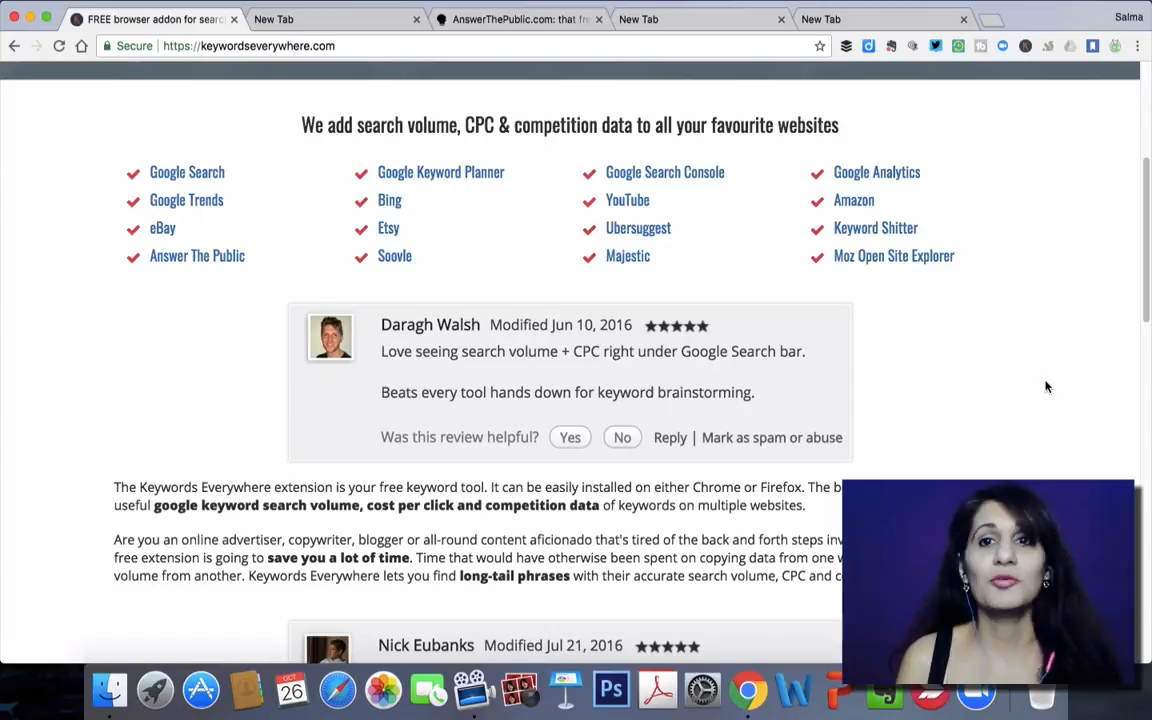 FREE browser addon for searc
New Tab
AnswerThePublic.com: that fre
New Tab
New Tab
Salma
Secure
https://keywordseverywhere.com
We add search volume, CPC & competition data to all your favourite websites
Google Search
Google Keyword Planner
Google Search Console
Google Analytics
Google Trends
Bing
YouTube
Amazon
eBay
Etsy
Ubersuggest
Keyword Shitter
Answer The Public
Soovle
Majestic
Moz Open Site Explorer
Daragh Walsh Modified Jun 10, 2016 ★★★★★
Love seeing search volume + CPC right under Google Search bar.
Beats every tool hands down for keyword brainstorming.
Was this review helpful? Yes No Reply | Mark as spam or abuse
The Keywords Everywhere extension is your free keyword tool. It can be easily installed on either Chrome or Firefox. The b
useful google keyword search volume, cost per click and competition data of keywords on multiple websites.
Are you an online advertiser, copywriter, blogger or all-round content aficionado that's tired of the back and forth steps inv
free extension is going to save you a lot of time. Time that would have otherwise been spent on copying data from one w
volume from another. Keywords Everywhere lets you find long-tail phrases with their accurate search volume, CPC and c
Nick Eubanks Modified Jul 21, 2016 ★★★★★
OCT
26
Ps